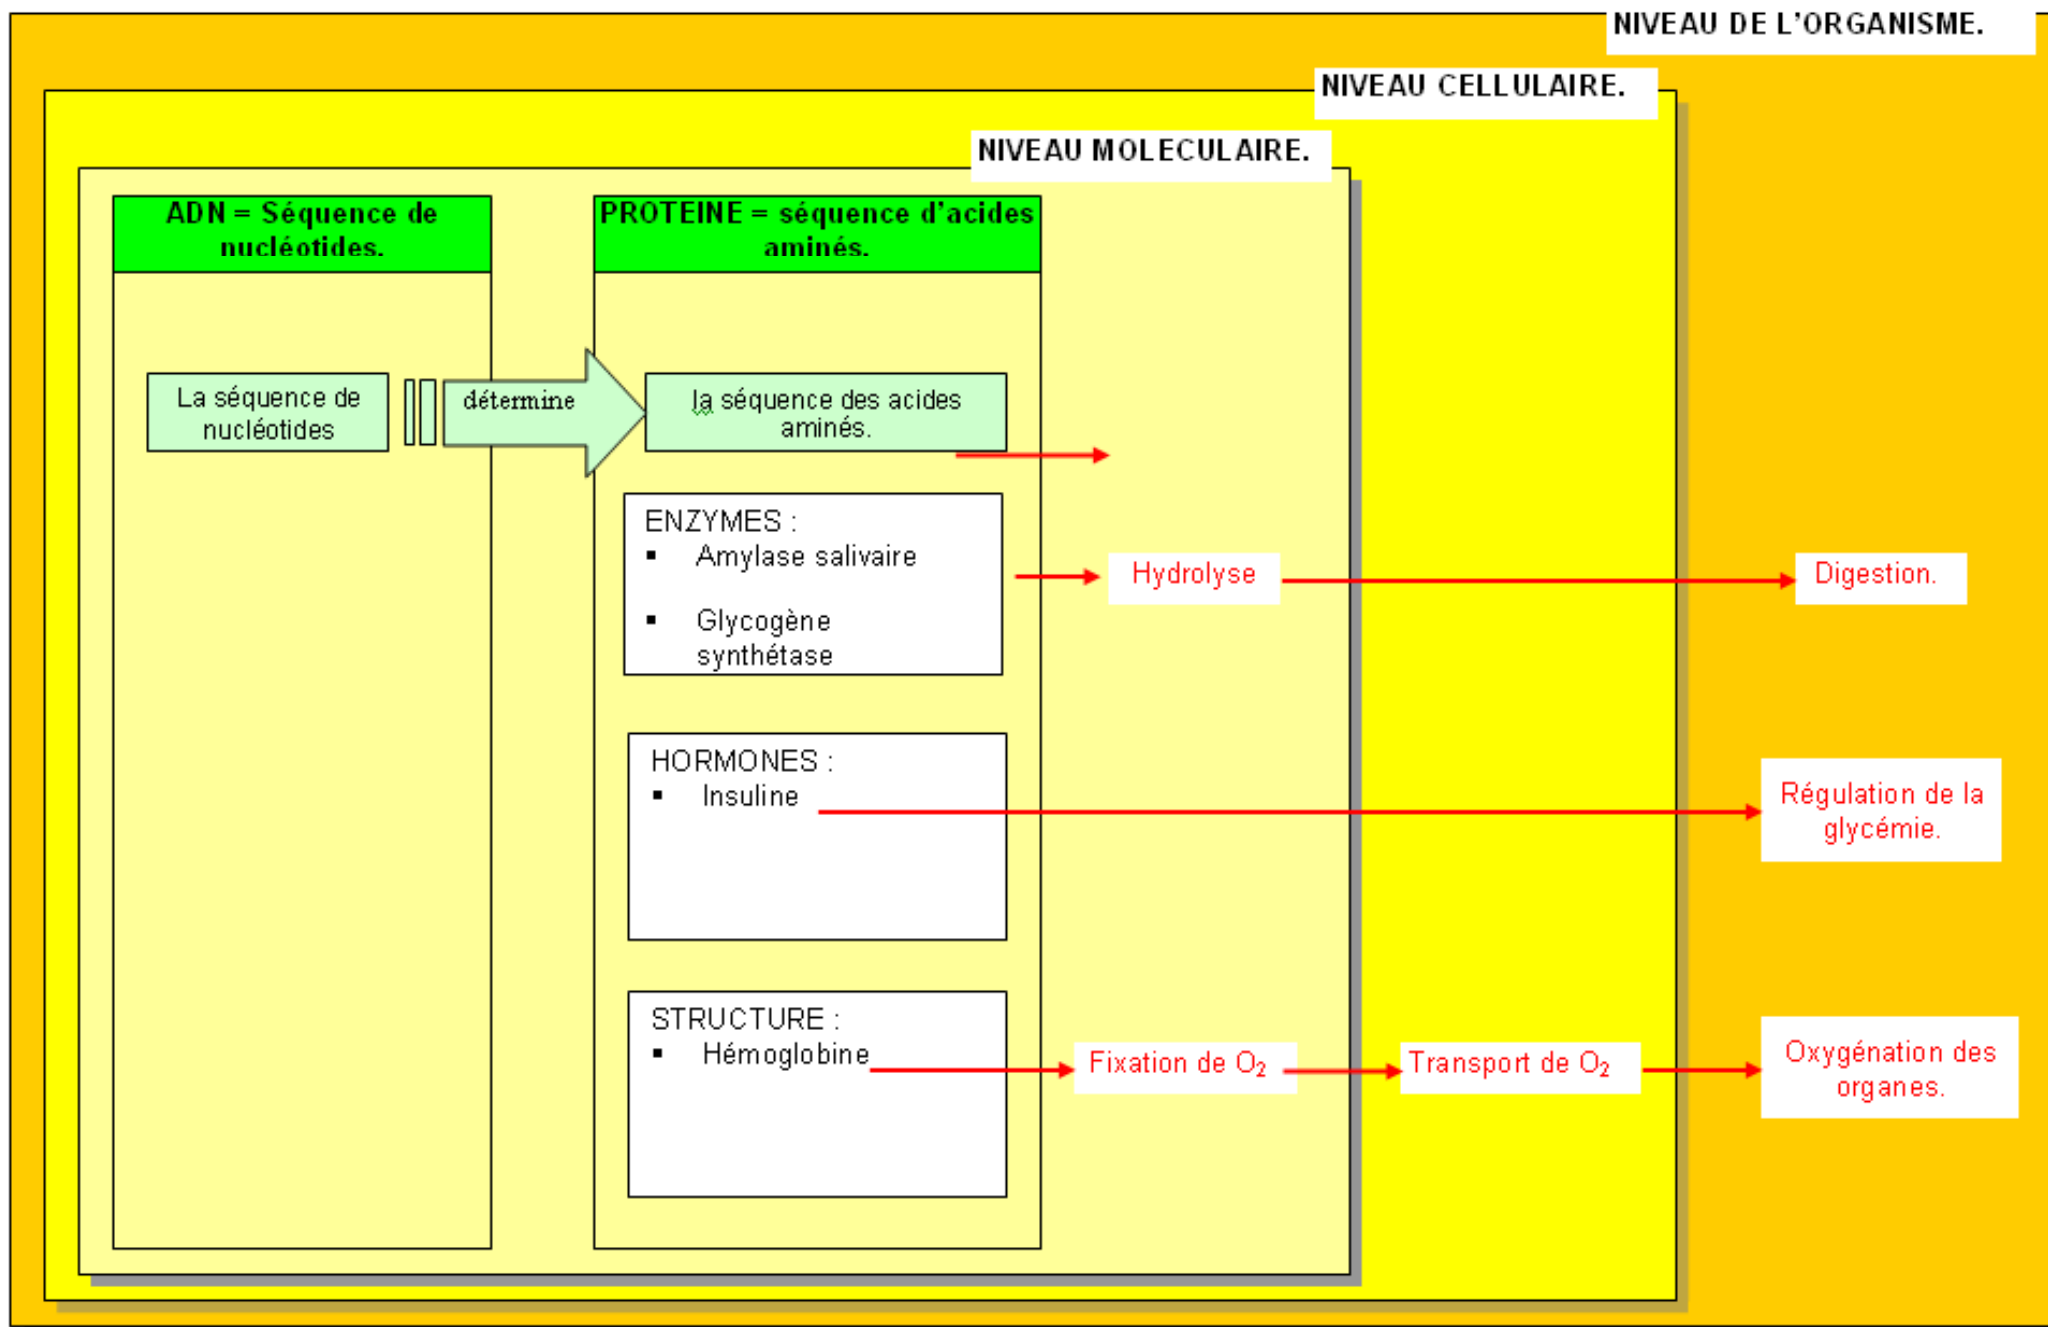 NIVEAU DE L'ORGANISME.
NIVEAU CELLULAIRE.
NIVEAU MOLECULAIRE.
ADN = Séquence de
nucléotides.
PROTEINE = séquence d'acides
aminés.
La séquence de
nucléotides
détermine
la séquence des acides
aminés.
ENZYMES :
▪ Amylase salivaire
▪ Glycogène
synthétase
Hydrolyse
Digestion.
HORMONES :
▪ Insuline
Régulation de la
glycémie.
STRUCTURE :
▪ Hémoglobine
Fixation de O₂
Transport de O₂
Oxygénation des
organes.